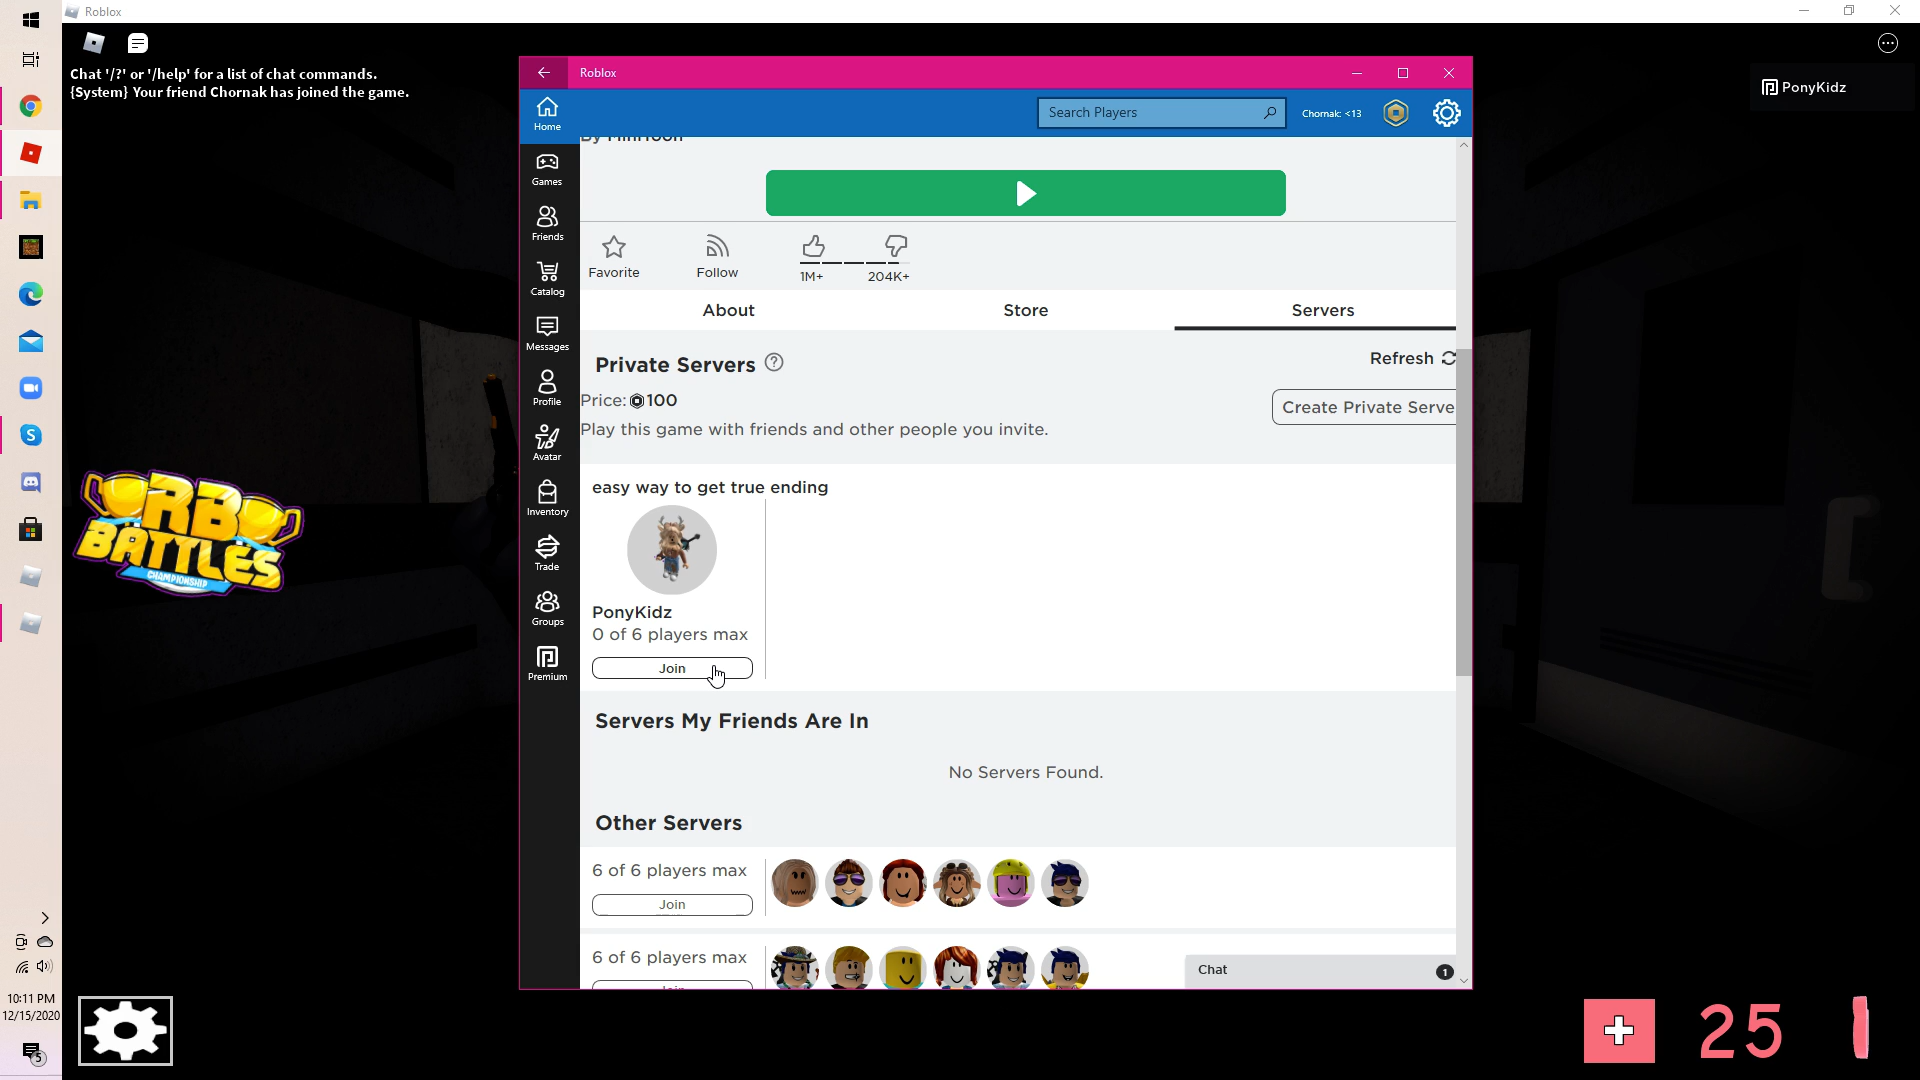 Roblox
Chat '/?' or '/help' for a list of chat commands.
{System} Your friend Chornak has joined the game.
PonyKidz
RB
BATTLES
CHAMPIONSHIP
10:11 PM
12/15/2020
5
25
Roblox
Search Players
Chornak: <13
Home
Games
Friends
Catalog
Messages
Profile
Avatar
Inventory
Trade
Groups
Premium
By MiniToon
Favorite
Follow
1M+
204K+
About Store Servers
Private Servers ?
Refresh
Price: 100
Create Private Serve
Play this game with friends and other people you invite.
easy way to get true ending
PonyKidz
0 of 6 players max
Join
Servers My Friends Are In
No Servers Found.
Other Servers
6 of 6 players max
Join
6 of 6 players max
Join
Chat 1